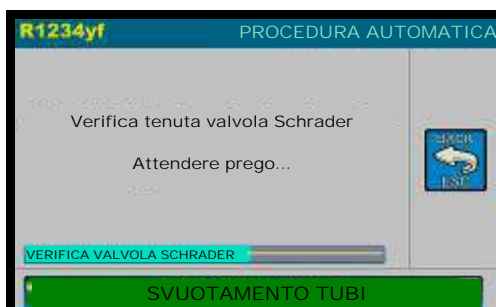 R1234yf PROCEDURA AUTOMATICA
Verifica tenuta valvola Schrader
Attendere prego...
BACK
ESC
VERIFICA VALVOLA SCHRADER
SVUOTAMENTO TUBI